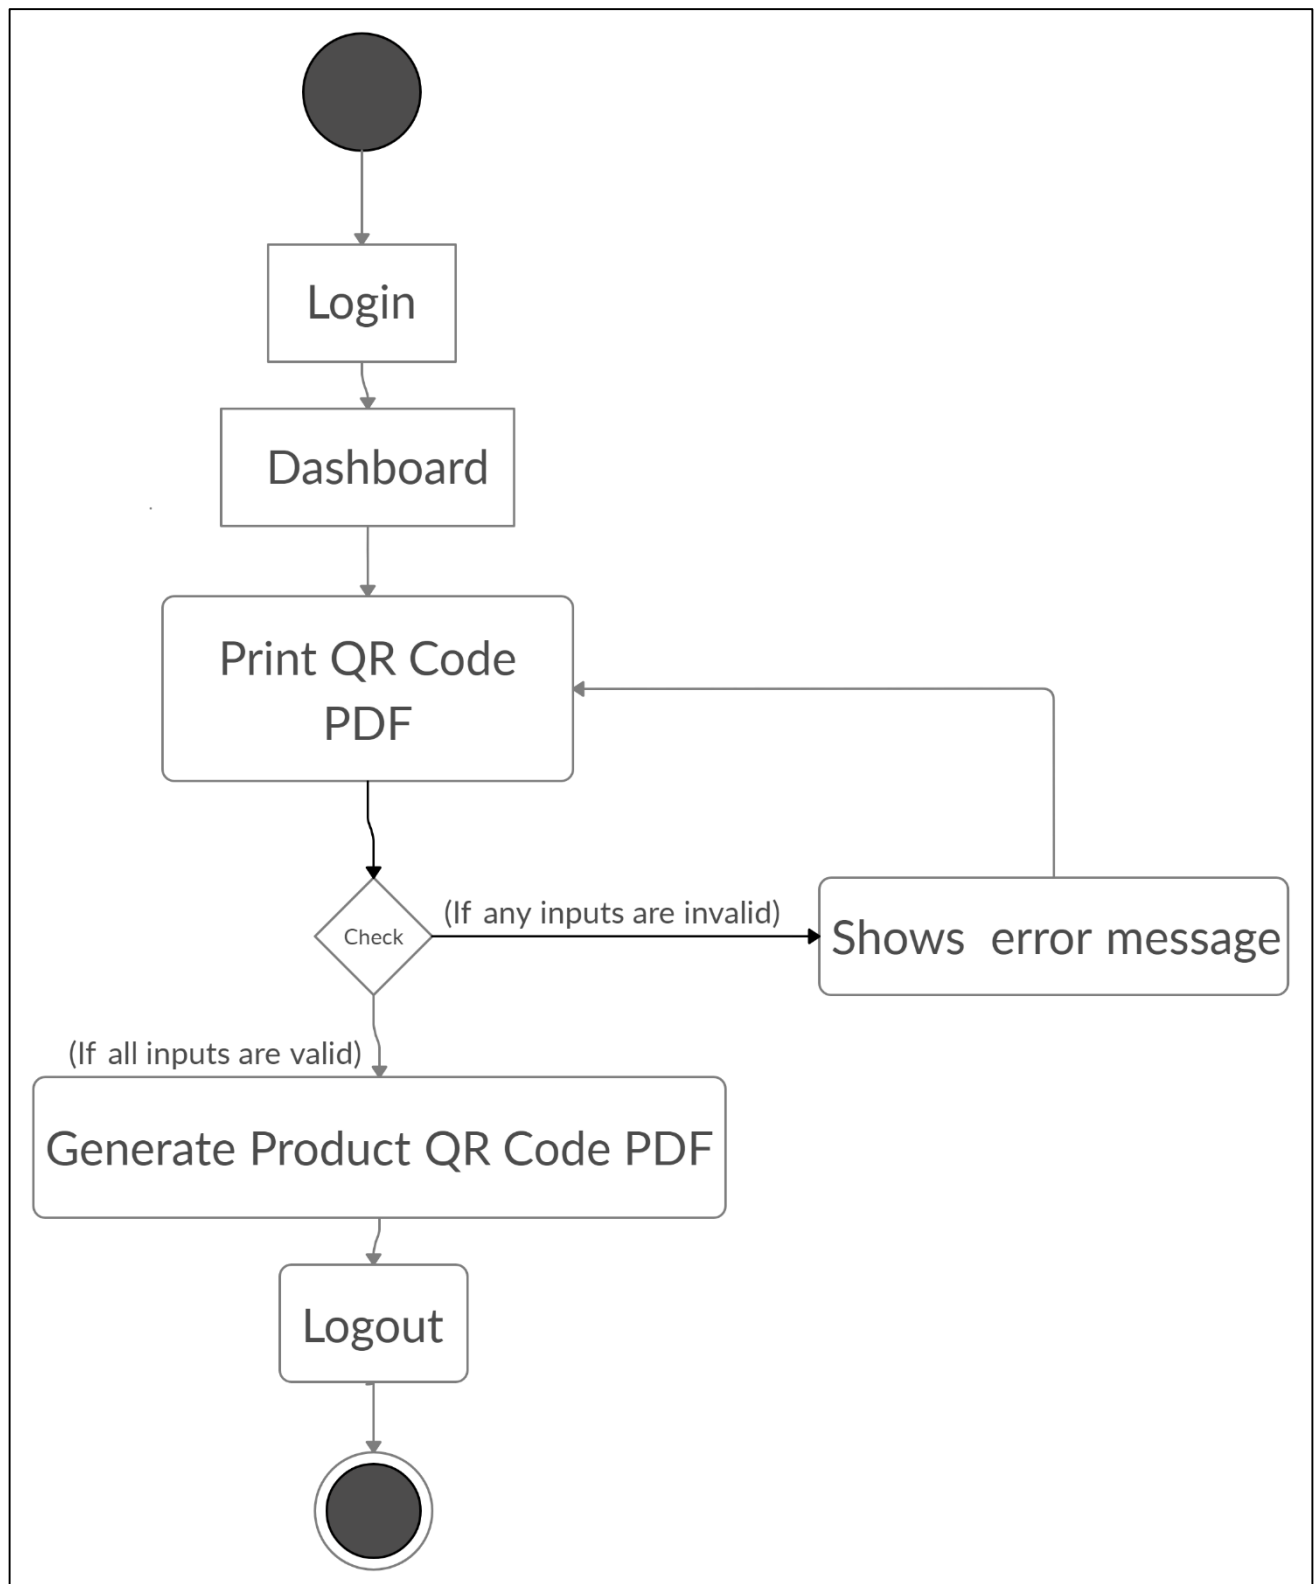 Login
Dashboard
Print QR Code
PDF
Check
(If any inputs are invalid)
Shows error message
(If all inputs are valid)
Generate Product QR Code PDF
Logout